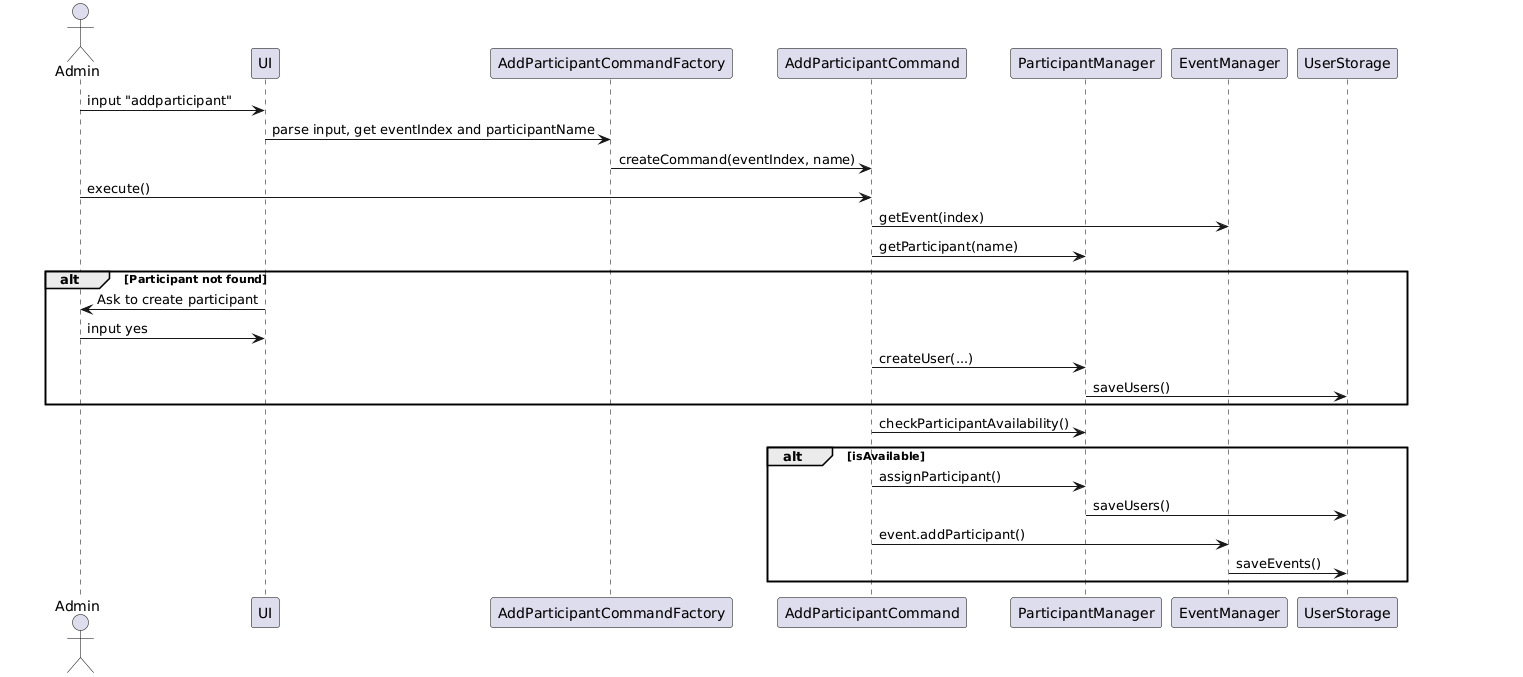 Admin
UI
AddParticipantCommandFactory
AddParticipantCommand
ParticipantManager
EventManager
UserStorage
input "addparticipant"
parse input, get eventIndex and participantName
createCommand(eventIndex, name)
execute()
getEvent(index)
getParticipant(name)
alt [Participant not found]
Ask to create participant
input yes
createUser(...)
saveUsers()
checkParticipantAvailability()
alt [isAvailable]
assignParticipant()
saveUsers()
event.addParticipant()
saveEvents()
Admin
UI
AddParticipantCommandFactory
AddParticipantCommand
ParticipantManager
EventManager
UserStorage